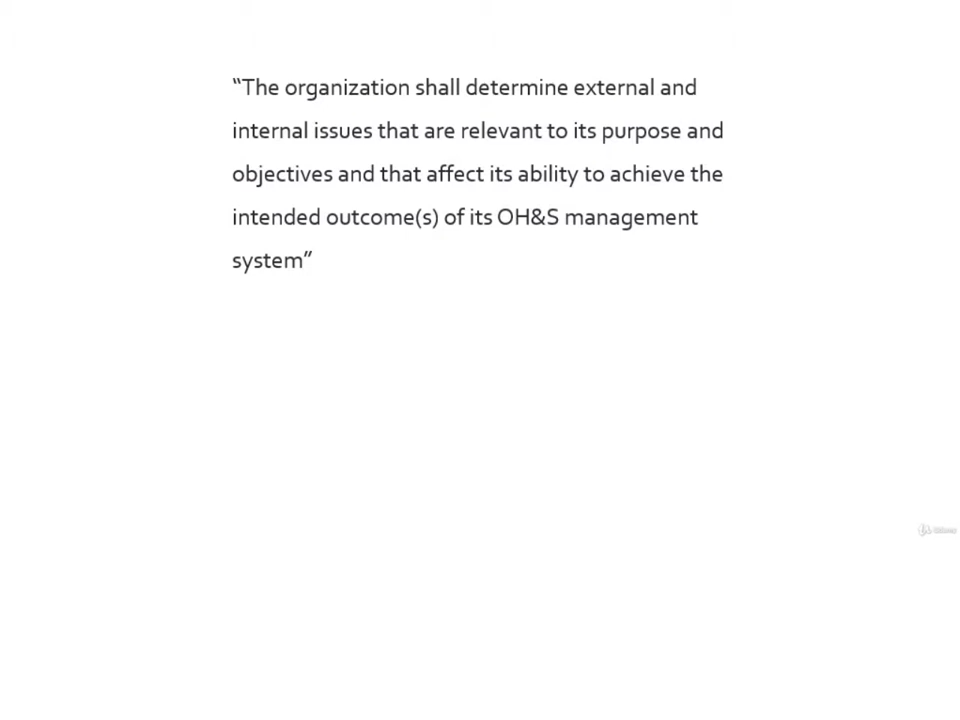 “The organization shall determine external and
internal issues that are relevant to its purpose and
objectives and that affect its ability to achieve the
intended outcome(s) of its OH&S management
system”